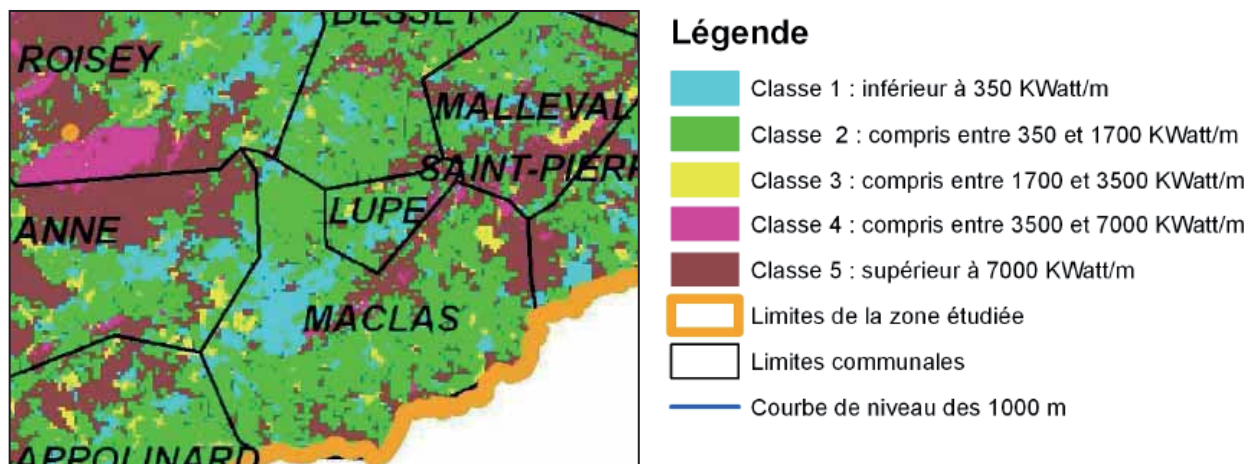 BESSEY
ROISEY
MALLEVAL
SAINT-PIERR
LUPE
ANNE
MACLAS
APPOLINARD
Légende
Classe 1 : inférieur à 350 KWatt/m
Classe 2 : compris entre 350 et 1700 KWatt/m
Classe 3 : compris entre 1700 et 3500 KWatt/m
Classe 4 : compris entre 3500 et 7000 KWatt/m
Classe 5 : supérieur à 7000 KWatt/m
Limites de la zone étudiée
Limites communales
Courbe de niveau des 1000 m